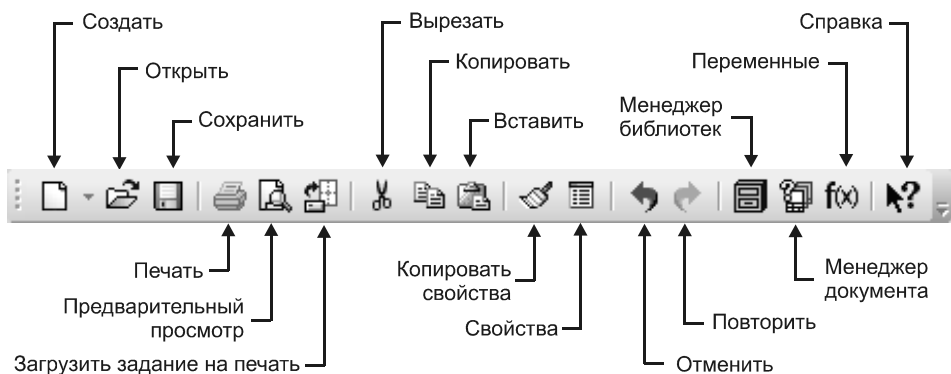 Создать
Вырезать
Справка
Открыть
Копировать
Переменные
Сохранить
Вставить
Менеджер
библиотек
f(x)
?
Печать
Копировать
свойства
Менеджер
документа
Предварительный
просмотр
Свойства
Повторить
Загрузить задание на печать
Отменить